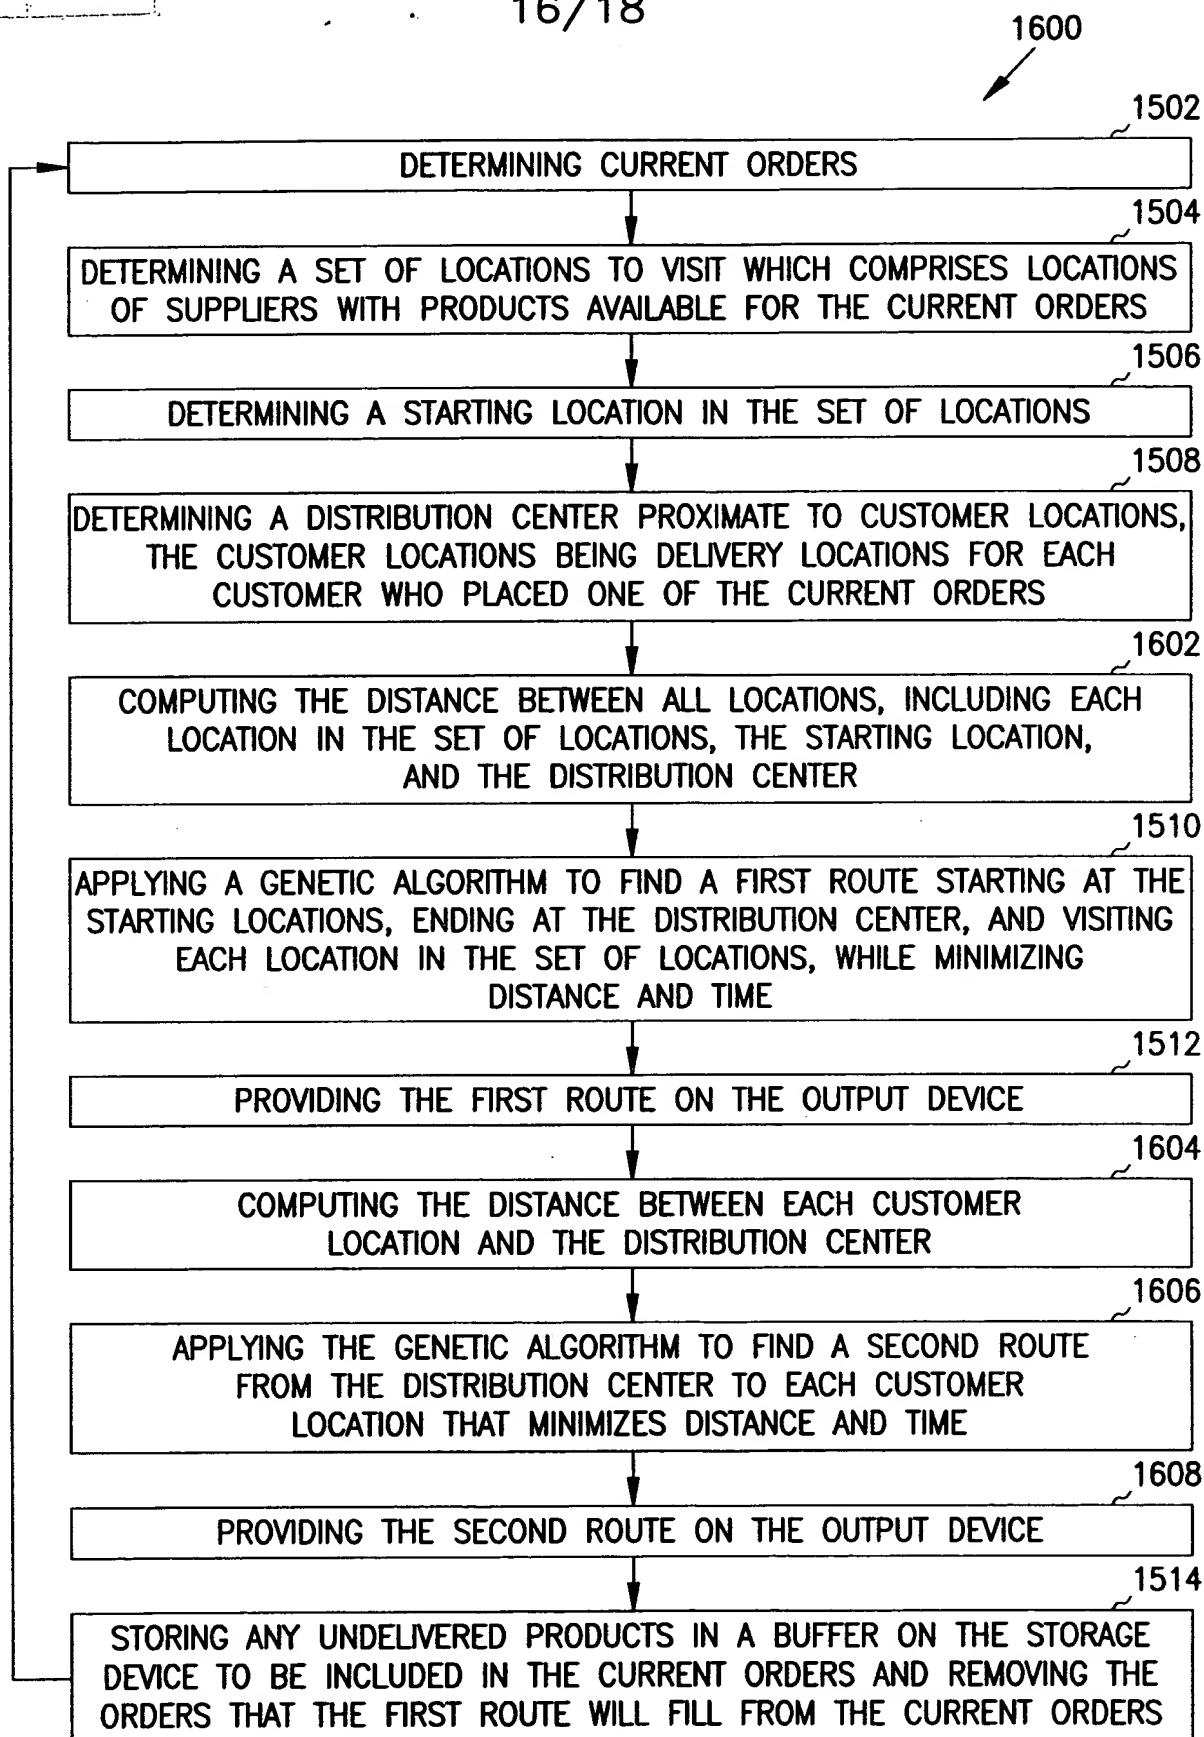 16/18
1600
1502
DETERMINING CURRENT ORDERS
1504
DETERMINING A SET OF LOCATIONS TO VISIT WHICH COMPRISES LOCATIONS
OF SUPPLIERS WITH PRODUCTS AVAILABLE FOR THE CURRENT ORDERS
1506
DETERMINING A STARTING LOCATION IN THE SET OF LOCATIONS
1508
DETERMINING A DISTRIBUTION CENTER PROXIMATE TO CUSTOMER LOCATIONS,
THE CUSTOMER LOCATIONS BEING DELIVERY LOCATIONS FOR EACH
CUSTOMER WHO PLACED ONE OF THE CURRENT ORDERS
1602
COMPUTING THE DISTANCE BETWEEN ALL LOCATIONS, INCLUDING EACH
LOCATION IN THE SET OF LOCATIONS, THE STARTING LOCATION,
AND THE DISTRIBUTION CENTER
1510
APPLYING A GENETIC ALGORITHM TO FIND A FIRST ROUTE STARTING AT THE
STARTING LOCATIONS, ENDING AT THE DISTRIBUTION CENTER, AND VISITING
EACH LOCATION IN THE SET OF LOCATIONS, WHILE MINIMIZING
DISTANCE AND TIME
1512
PROVIDING THE FIRST ROUTE ON THE OUTPUT DEVICE
1604
COMPUTING THE DISTANCE BETWEEN EACH CUSTOMER
LOCATION AND THE DISTRIBUTION CENTER
1606
APPLYING THE GENETIC ALGORITHM TO FIND A SECOND ROUTE
FROM THE DISTRIBUTION CENTER TO EACH CUSTOMER
LOCATION THAT MINIMIZES DISTANCE AND TIME
1608
PROVIDING THE SECOND ROUTE ON THE OUTPUT DEVICE
1514
STORING ANY UNDELIVERED PRODUCTS IN A BUFFER ON THE STORAGE
DEVICE TO BE INCLUDED IN THE CURRENT ORDERS AND REMOVING THE
ORDERS THAT THE FIRST ROUTE WILL FILL FROM THE CURRENT ORDERS